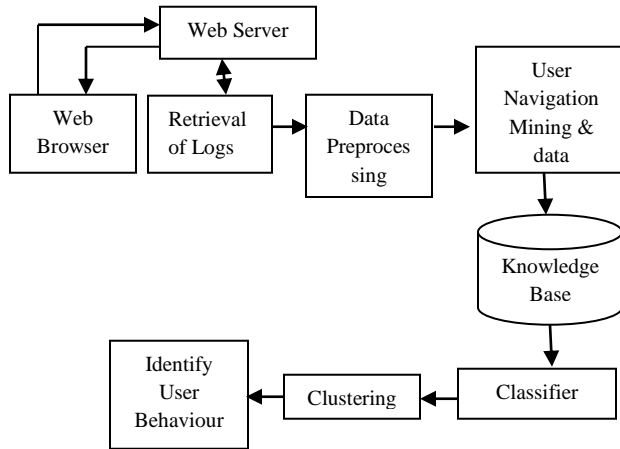 Web Server
Web
Browser
Retrieval
of Logs
Data
Preproces
sing
User
Navigation
Mining &
data
Knowledge
Base
Classifier
Clustering
Identify
User
Behaviour